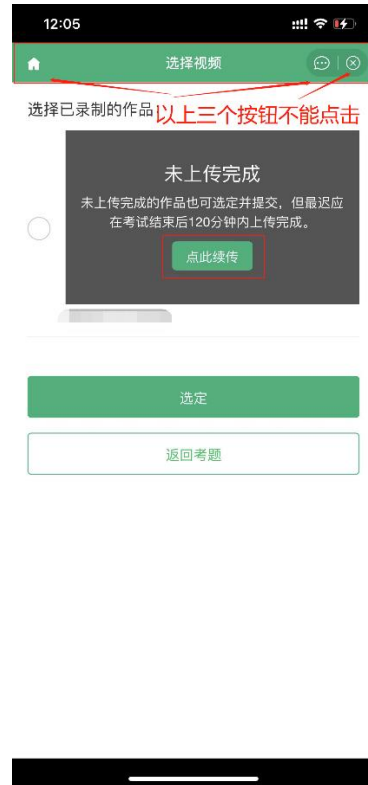 12:05
选择视频
选择已录制的作品
以上三个按钮不能点击
未上传完成
未上传完成的作品也可选定并提交，但最迟应
在考试结束后120分钟内上传完成。
点此续传
选定
返回考题